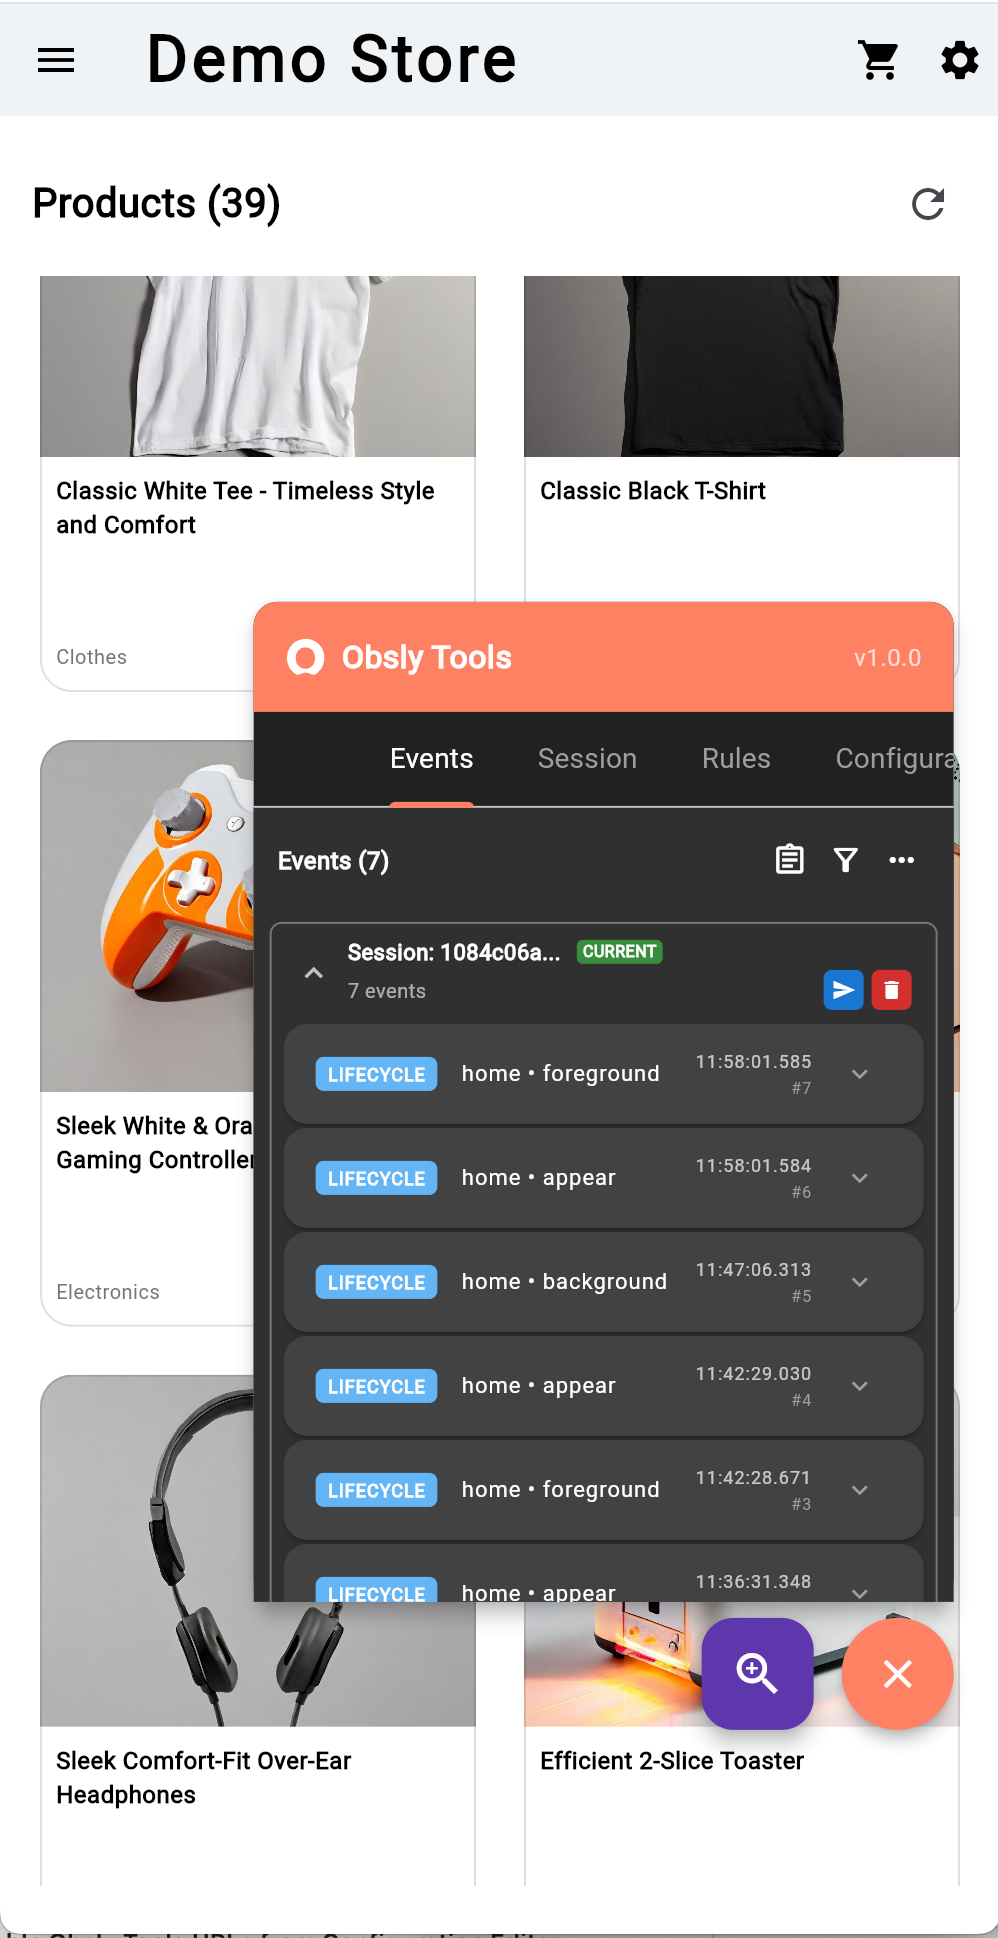 Demo Store
Products (39)
Classic White Tee - Timeless Style
and Comfort
Clothes
Classic Black T-Shirt
Obsly Tools
v1.0.0
Events
Session
Rules
Configura
Events (7)
Session: 1084c06a...
CURRENT
7 events
LIFECYCLE
home • foreground
11:58:01.585
#7
LIFECYCLE
home • appear
11:58:01.584
#6
LIFECYCLE
home • background
11:47:06.313
#5
LIFECYCLE
home • appear
11:42:29.030
#4
LIFECYCLE
home • foreground
11:42:28.671
#3
LIFECYCLE
home • appear
11:36:31.348
Sleek White & Ora
Gaming Controller
Electronics
Sleek Comfort-Fit Over-Ear
Headphones
Efficient 2-Slice Toaster